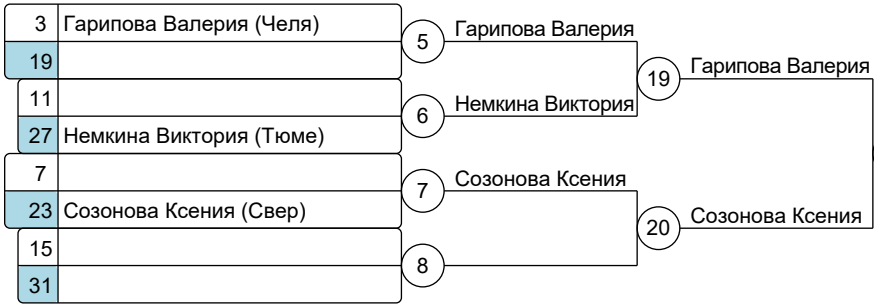 3 Гарипова Валерия (Челя)
19
5 Гарипова Валерия
11
27 Немкина Виктория (Тюме)
6 Немкина Виктория
19 Гарипова Валерия
7
23 Созонова Ксения (Свер)
7 Созонова Ксения
15
31
8
20 Созонова Ксения